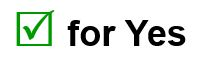 ☑ for Yes